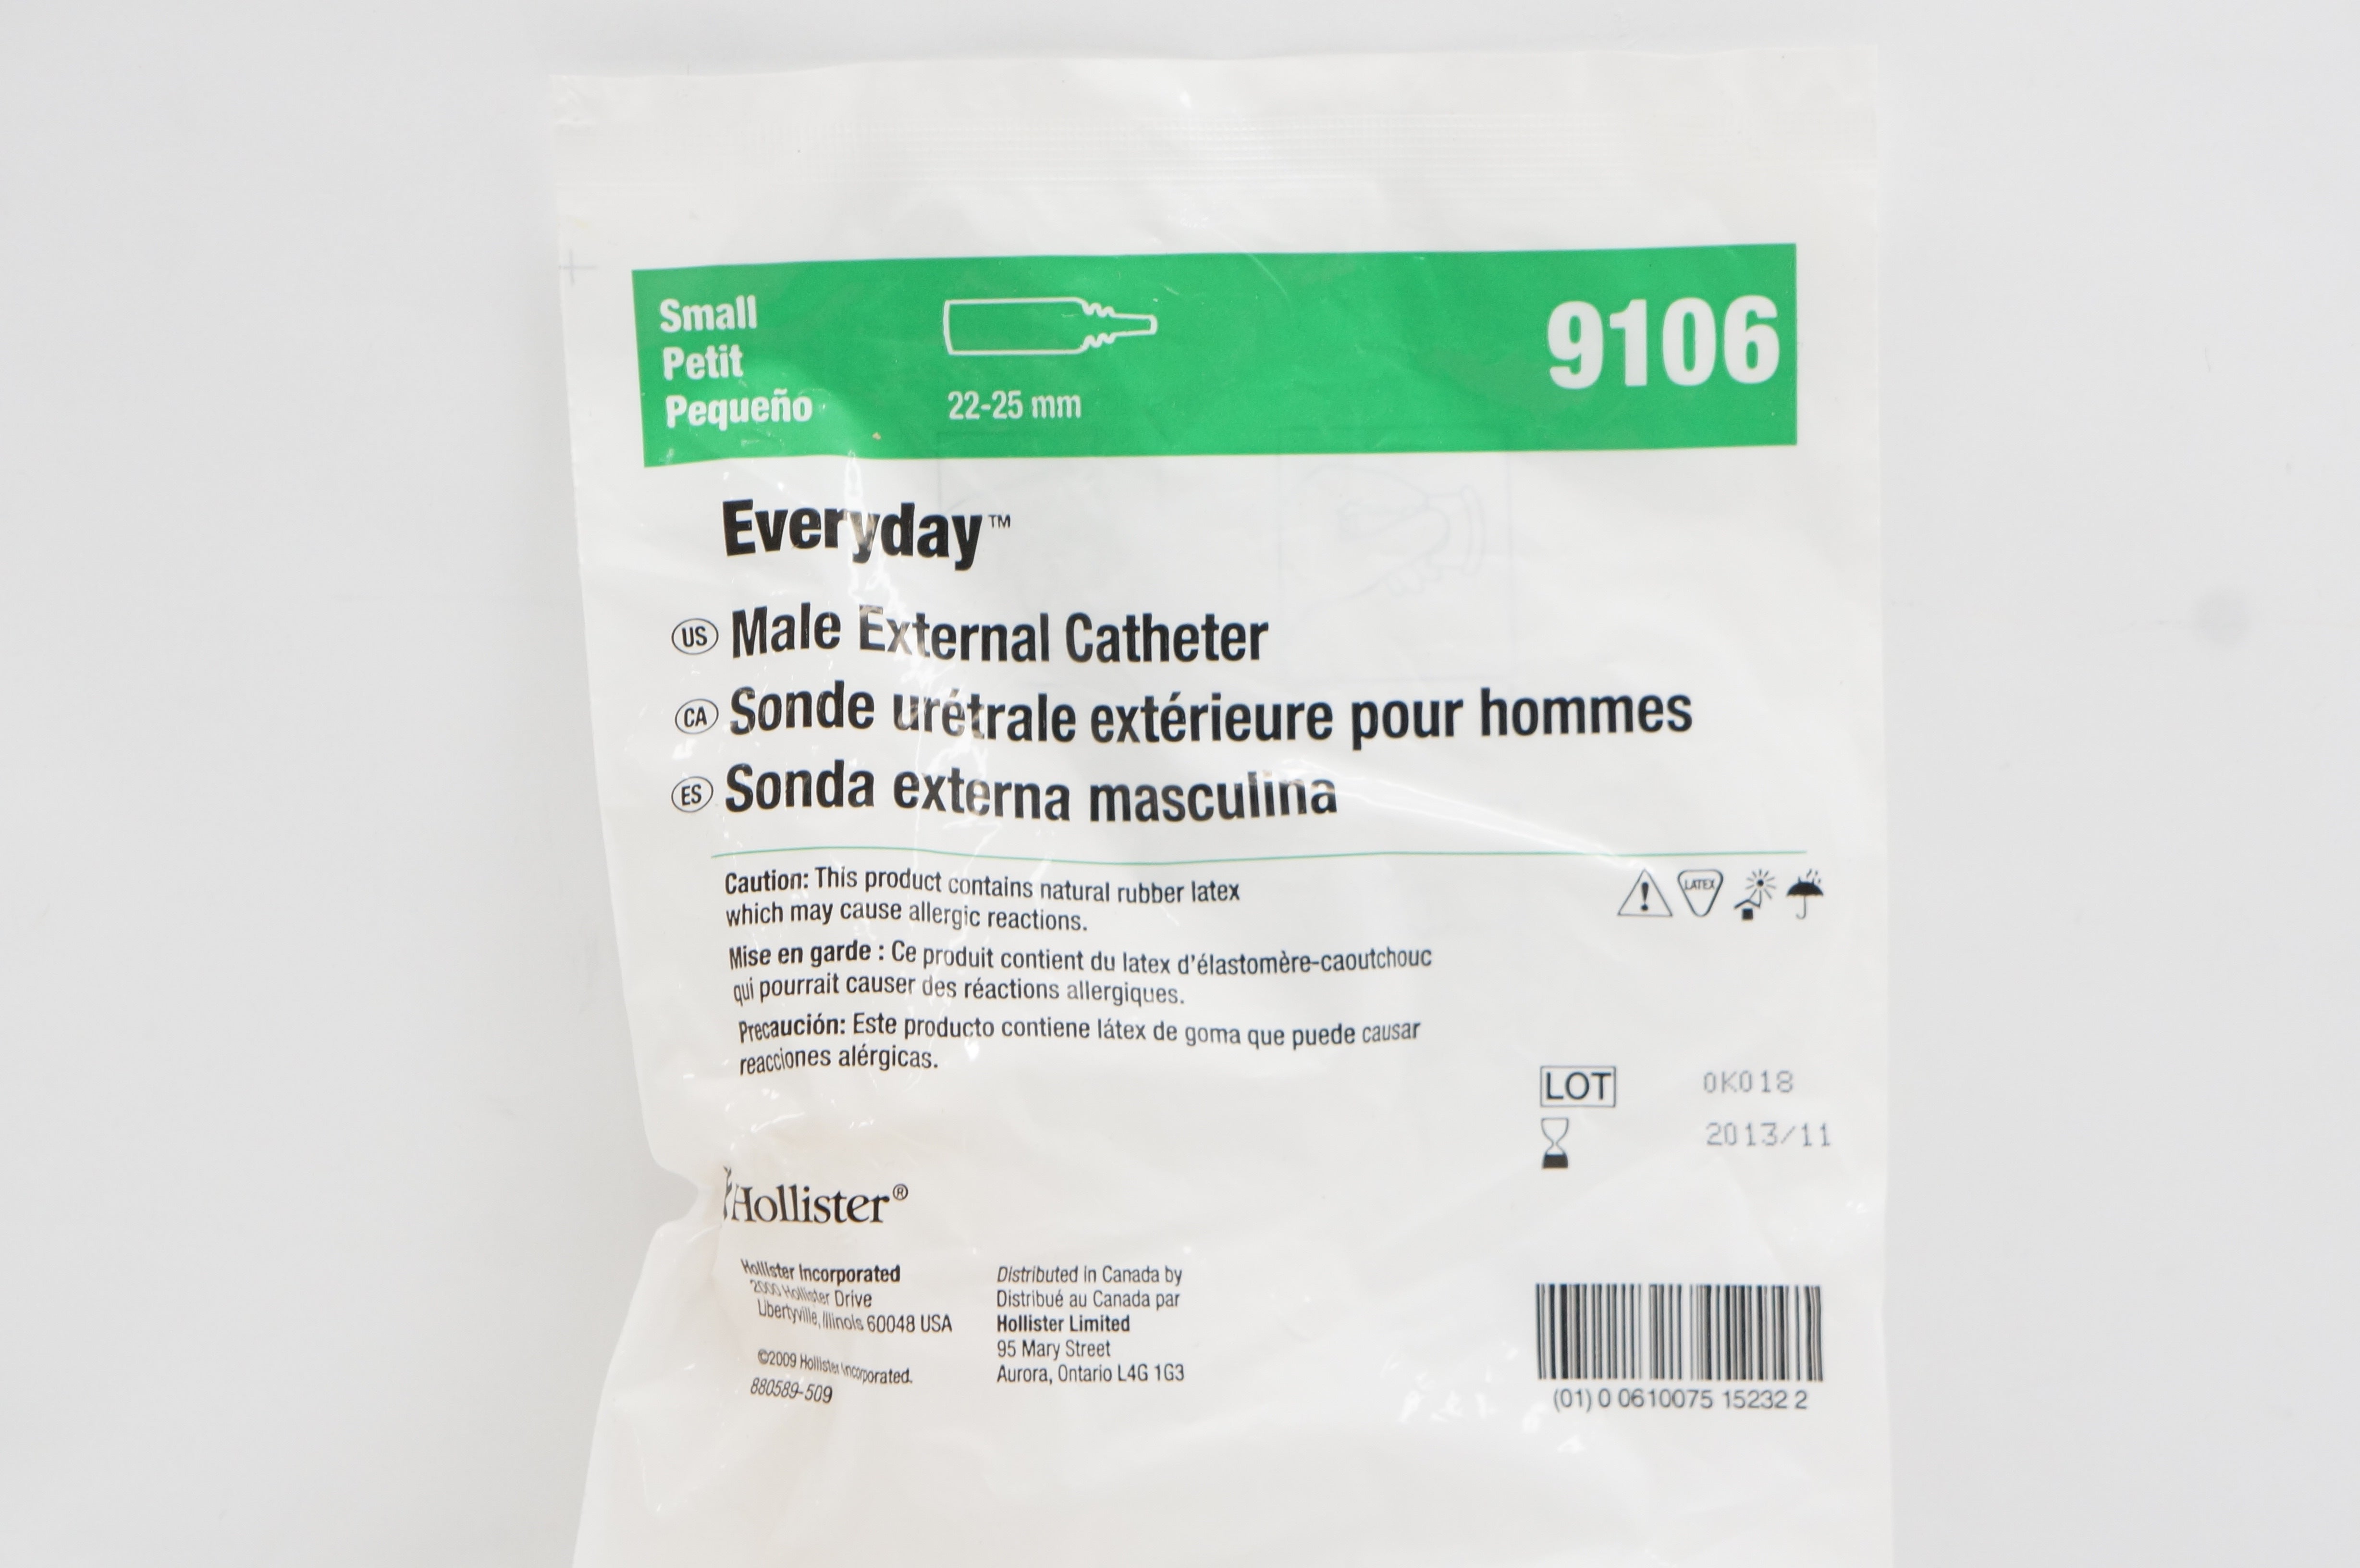 Small
Petit
Pequeño
22-25 mm
9106
Everyday™
US Male External Catheter
CA Sonde urétrale extérieure pour hommes
ES Sonda externa masculina
Caution: This product contains natural rubber latex
which may cause allergic reactions.
Mise en garde : Ce produit contient du latex d'élastomère-caoutchouc
qui pourrait causer des réactions allergiques.
Precaución: Este producto contiene látex de goma que puede causar
reacciones alérgicas.
LATEX
LOT 0K018
2013/11
Hollister®
Hollister Incorporated
2000 Hollister Drive
Libertyville, Illinois 60048 USA
©2009 Hollister Incorporated.
880589-509
Distributed in Canada by
Distribué au Canada par
Hollister Limited
95 Mary Street
Aurora, Ontario L4G 1G3
(01) 0 0610075 15232 2